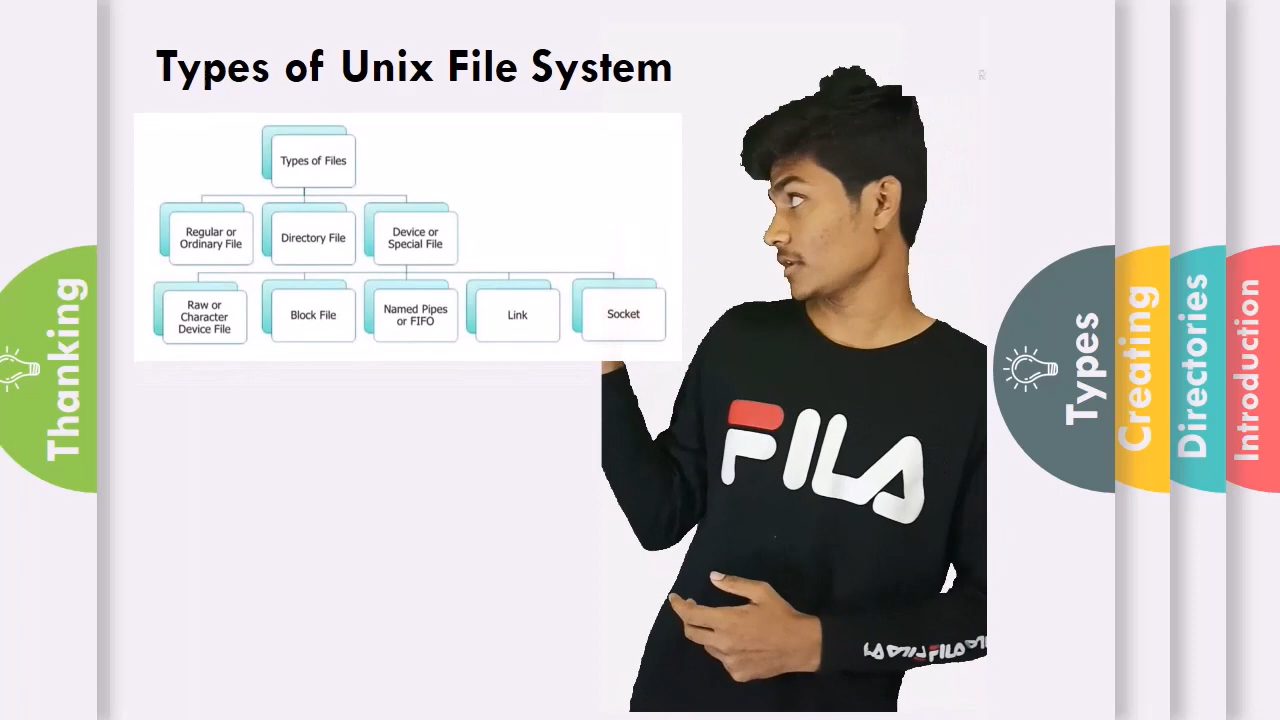 Types of Unix File System
Types of Files
Regular or
Ordinary File
Directory File
Device or
Special File
Raw or
Character
Device File
Block File
Named Pipes
or FIFO
Link
Socket
Thanking
Types
Creating
Directories
Introduction
FILA
FILA